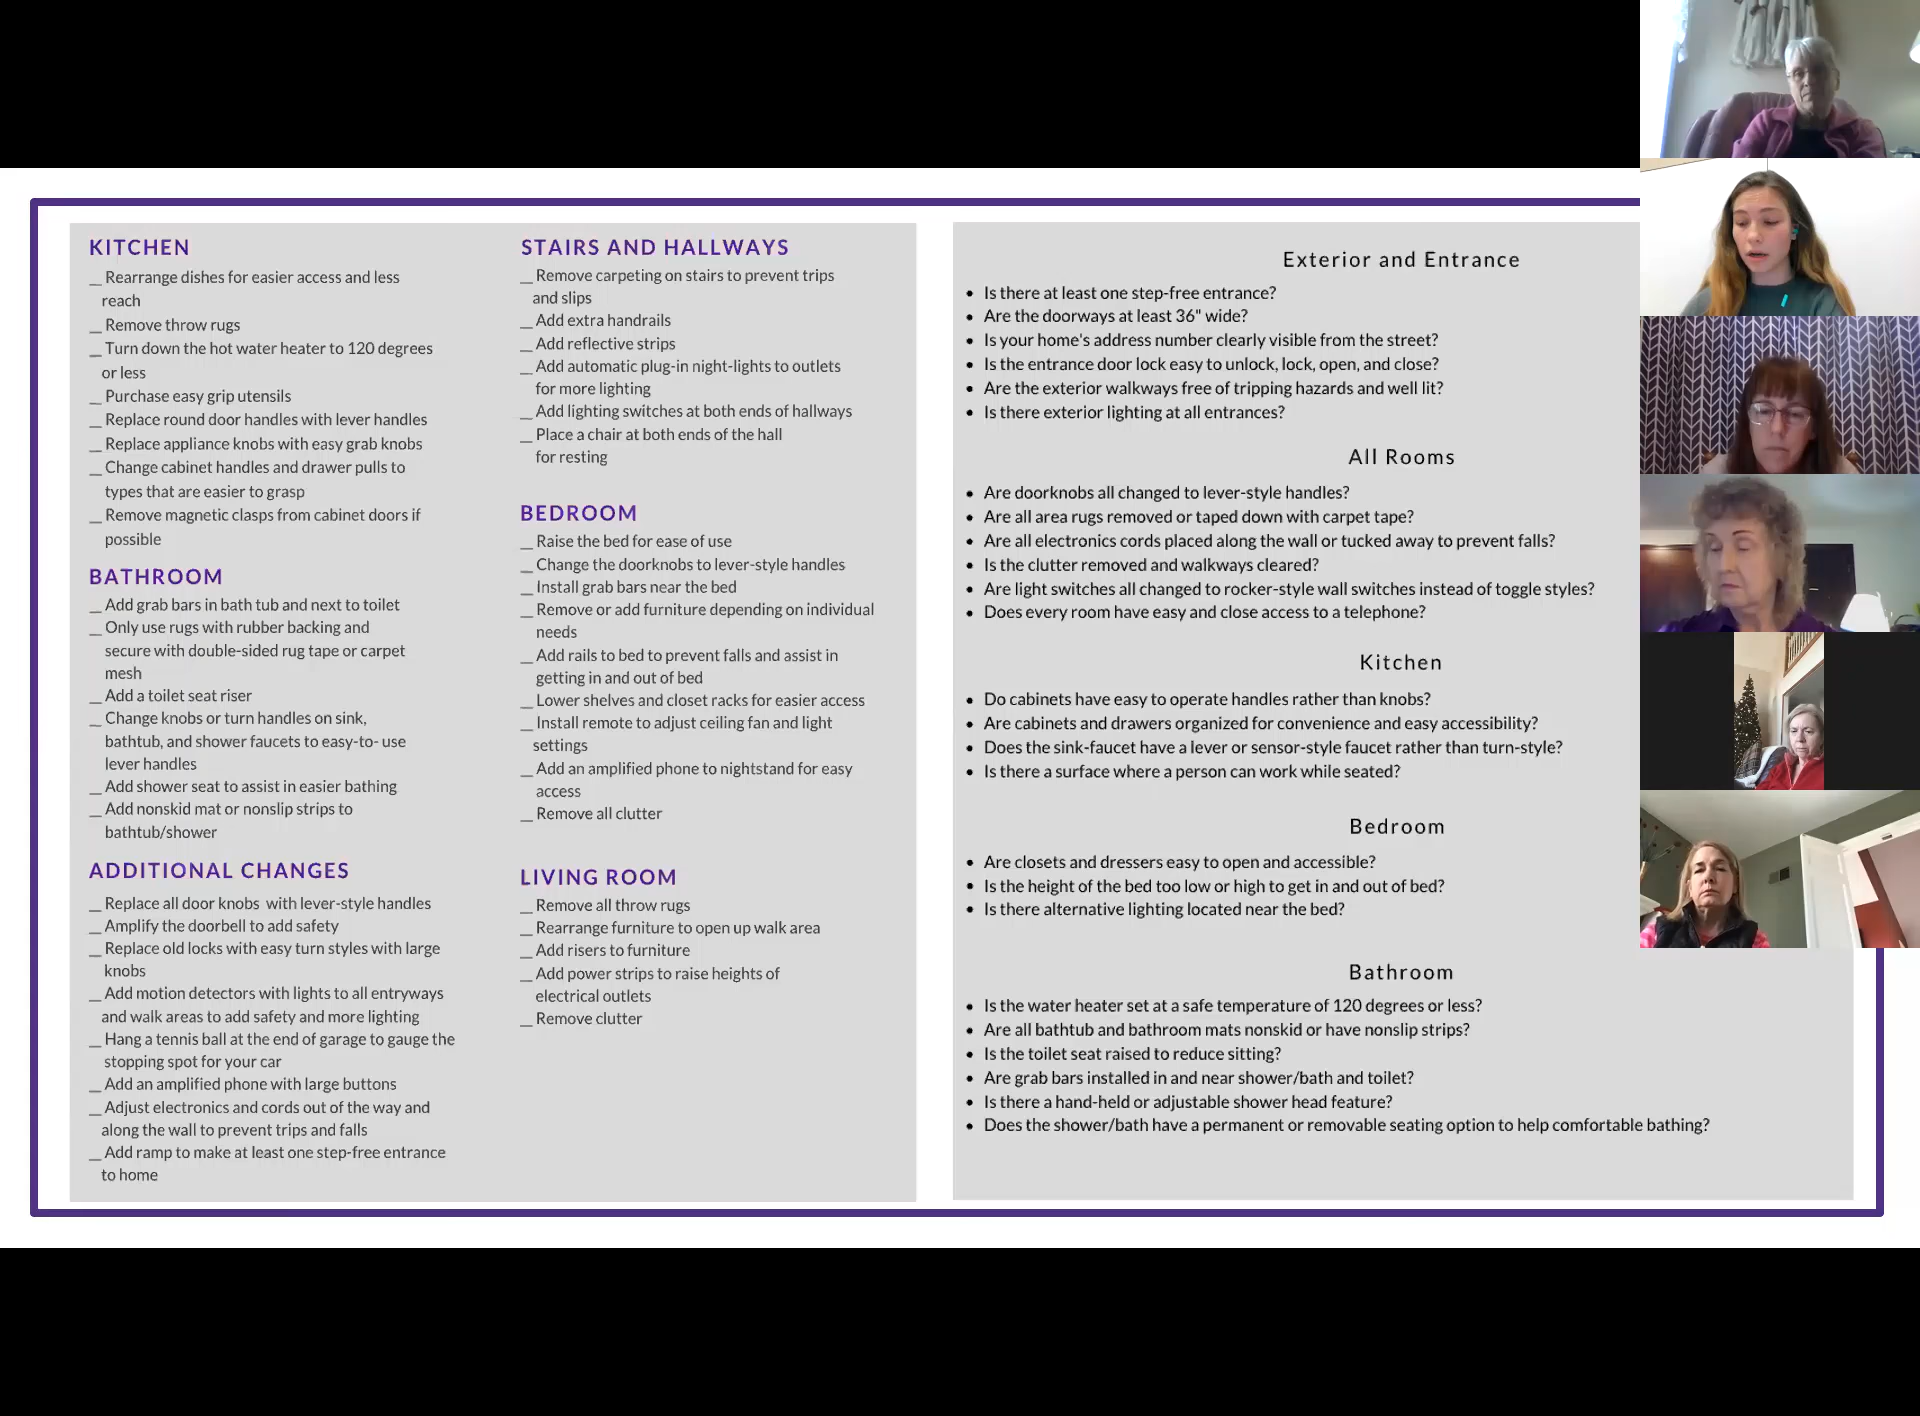 KITCHEN
_ Rearrange dishes for easier access and less
reach
_ Remove throw rugs
_ Turn down the hot water heater to 120 degrees
or less
_ Purchase easy grip utensils
_ Replace round door handles with lever handles
_ Replace appliance knobs with easy grab knobs
_ Change cabinet handles and drawer pulls to
types that are easier to grasp
_ Remove magnetic clasps from cabinet doors if
possible
BATHROOM
_ Add grab bars in bath tub and next to toilet
_ Only use rugs with rubber backing and
secure with double-sided rug tape or carpet
mesh
_ Add a toilet seat riser
_ Change knobs or turn handles on sink,
bathtub, and shower faucets to easy-to- use
lever handles
_ Add shower seat to assist in easier bathing
_ Add nonskid mat or nonslip strips to
bathtub/shower
ADDITIONAL CHANGES
_ Replace all door knobs with lever-style handles
_ Amplify the doorbell to add safety
_ Replace old locks with easy turn styles with large
knobs
_ Add motion detectors with lights to all entryways
and walk areas to add safety and more lighting
_ Hang a tennis ball at the end of garage to gauge the
stopping spot for your car
_ Add an amplified phone with large buttons
_ Adjust electronics and cords out of the way and
along the wall to prevent trips and falls
_ Add ramp to make at least one step-free entrance
to home
STAIRS AND HALLWAYS
_ Remove carpeting on stairs to prevent trips
and slips
_ Add extra handrails
_ Add reflective strips
_ Add automatic plug-in night-lights to outlets
for more lighting
_ Add lighting switches at both ends of hallways
_ Place a chair at both ends of the hall
for resting
BEDROOM
_ Raise the bed for ease of use
_ Change the doorknobs to lever-style handles
_ Install grab bars near the bed
_ Remove or add furniture depending on individual
needs
_ Add rails to bed to prevent falls and assist in
getting in and out of bed
_ Lower shelves and closet racks for easier access
_ Install remote to adjust ceiling fan and light
settings
_ Add an amplified phone to nightstand for easy
access
_ Remove all clutter
LIVING ROOM
_ Remove all throw rugs
_ Rearrange furniture to open up walk area
_ Add risers to furniture
_ Add power strips to raise heights of
electrical outlets
_ Remove clutter
Exterior and Entrance
• Is there at least one step-free entrance?
• Are the doorways at least 36" wide?
• Is your home's address number clearly visible from the street?
• Is the entrance door lock easy to unlock, lock, open, and close?
• Are the exterior walkways free of tripping hazards and well lit?
• Is there exterior lighting at all entrances?
All Rooms
• Are doorknobs all changed to lever-style handles?
• Are all area rugs removed or taped down with carpet tape?
• Are all electronics cords placed along the wall or tucked away to prevent falls?
• Is the clutter removed and walkways cleared?
• Are light switches all changed to rocker-style wall switches instead of toggle styles?
• Does every room have easy and close access to a telephone?
Kitchen
• Do cabinets have easy to operate handles rather than knobs?
• Are cabinets and drawers organized for convenience and easy accessibility?
• Does the sink-faucet have a lever or sensor-style faucet rather than turn-style?
• Is there a surface where a person can work while seated?
Bedroom
• Are closets and dressers easy to open and accessible?
• Is the height of the bed too low or high to get in and out of bed?
• Is there alternative lighting located near the bed?
Bathroom
• Is the water heater set at a safe temperature of 120 degrees or less?
• Are all bathtub and bathroom mats nonskid or have nonslip strips?
• Is the toilet seat raised to reduce sitting?
• Are grab bars installed in and near shower/bath and toilet?
• Is there a hand-held or adjustable shower head feature?
• Does the shower/bath have a permanent or removable seating option to help comfortable bathing?